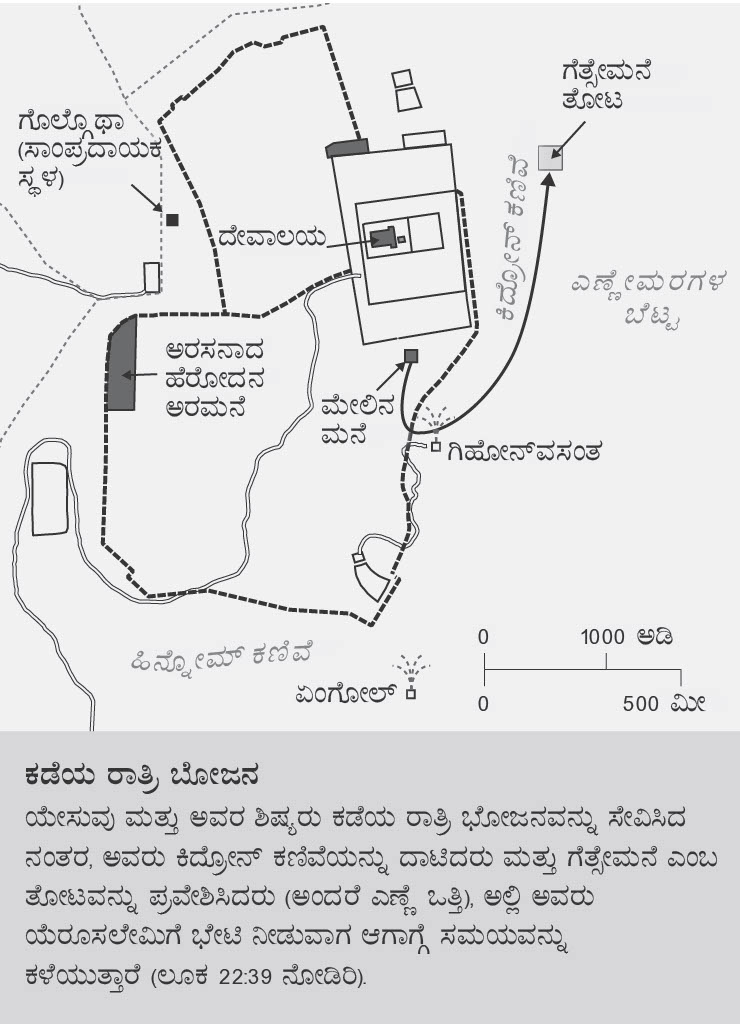 ಗೆತ್ಸೇಮನೆ
ತೋಟ
ಗೊಲ್ಗೊಥಾ
(ಸಾಂಪ್ರದಾಯಕ
ಸ್ಥಳ)
ಕಿದ್ರೋನ್ ಕಣಿವೆ
ದೇವಾಲಯ
ಎಣ್ಣೇಮರಗಳ
ಬೆಟ್ಟ
ಅರಸನಾದ
ಹೆರೋದನ
ಅರಮನೆ
ಮೇಲಿನ
ಮನೆ
ಗಿಹೋನ್‌ವಸಂತ
ಹಿನ್ನೋಮ್ ಕಣಿವೆ
ಏಂಗೋಲ್
0 1000 ಅಡಿ
0 500 ಮೀ
ಕಡೆಯ ರಾತ್ರಿ ಬೋಜನ
ಯೇಸುವು ಮತ್ತು ಅವರ ಶಿಷ್ಯರು ಕಡೆಯ ರಾತ್ರಿ ಭೋಜನವನ್ನು ಸೇವಿಸಿದ
ನಂತರ, ಅವರು ಕಿದ್ರೋನ್ ಕಣಿವೆಯನ್ನು ದಾಟಿದರು ಮತ್ತು ಗೆತ್ಸೇಮನೆ ಎಂಬ
ತೋಟವನ್ನು ಪ್ರವೇಶಿಸಿದರು (ಅಂದರೆ ಎಣ್ಣೆ ಒತ್ತಿ), ಅಲ್ಲಿ ಅವರು
ಯೆರೂಸಲೇಮಿಗೆ ಭೇಟಿ ನೀಡುವಾಗ ಆಗಾಗ್ಗೆ ಸಮಯವನ್ನು
ಕಳೆಯುತ್ತಾರೆ (ಲೂಕ 22:39 ನೋಡಿರಿ).